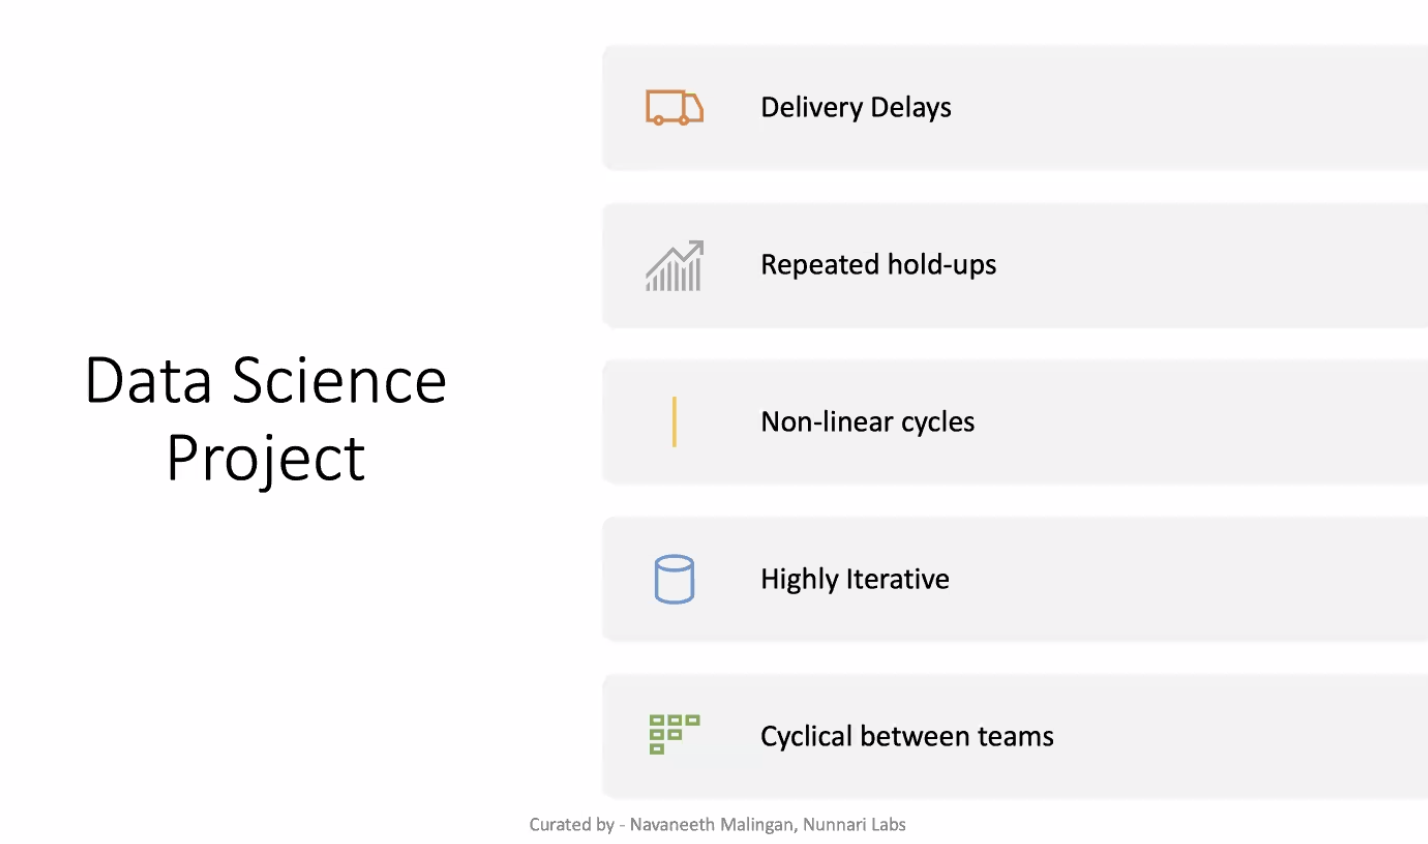 Data Science
Project
Delivery Delays
Repeated hold-ups
Non-linear cycles
Highly Iterative
Cyclical between teams
Curated by - Navaneeth Malingan, Nunnari Labs